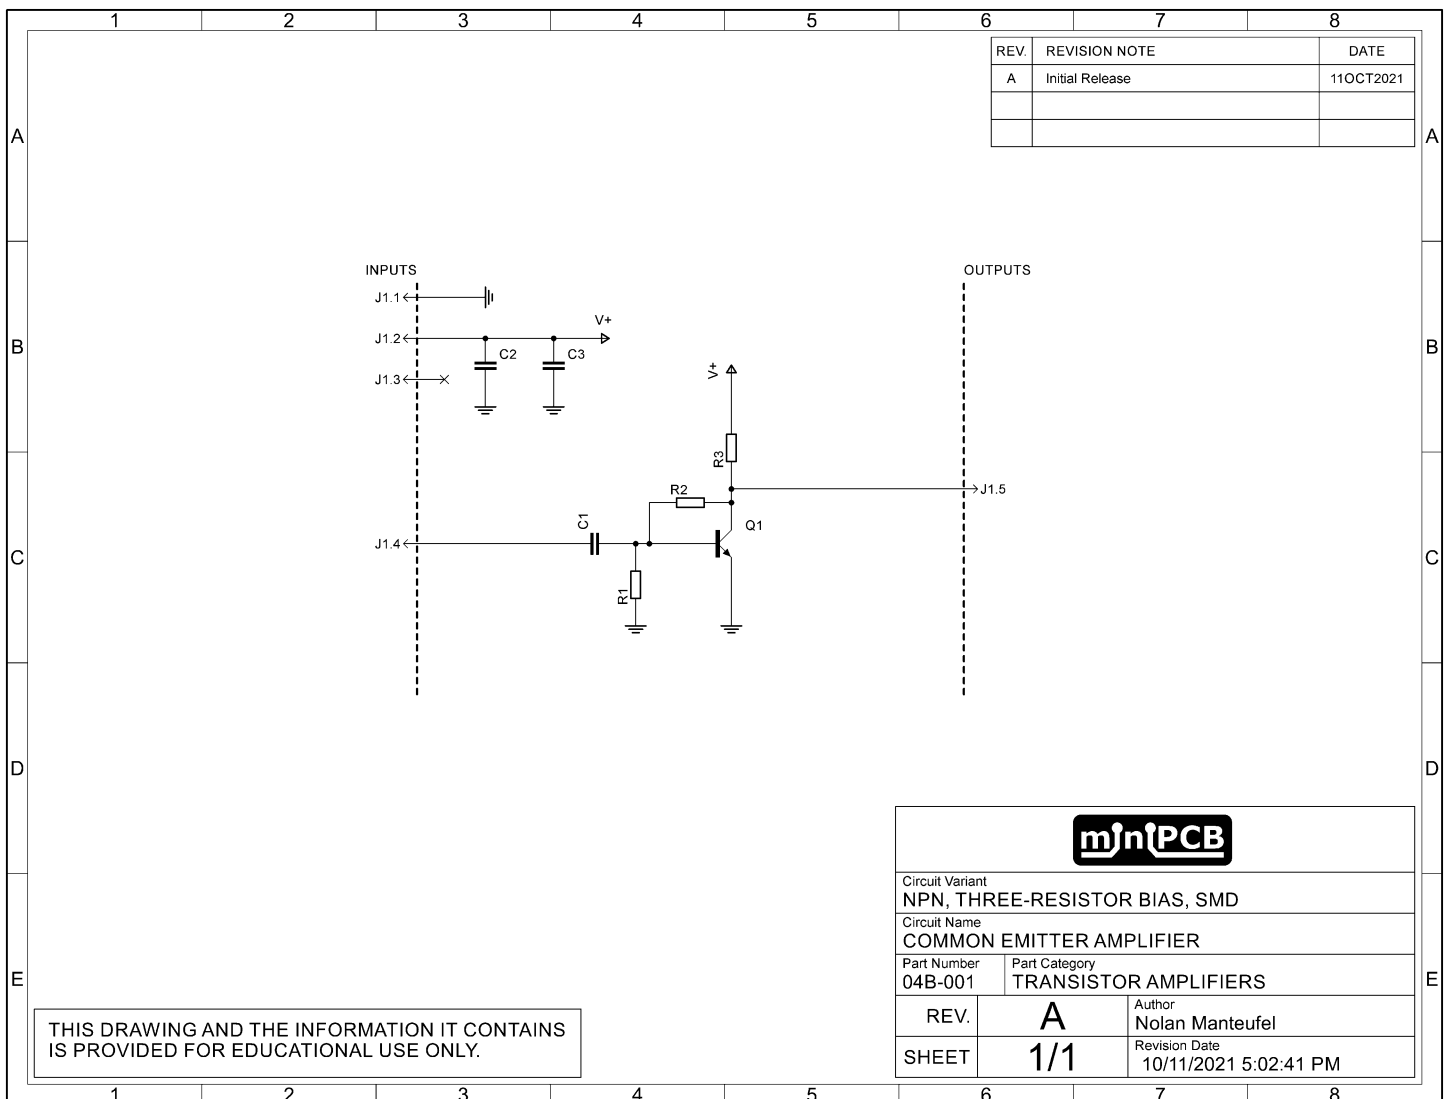 1 2 3 4 5 6 7 8
REV. REVISION NOTE DATE
A Initial Release 11OCT2021
A A
INPUTS OUTPUTS
J1.1
V+
J1.2
C2 C3
B B
J1.3
V+
R3
R2
J1.5
C1
Q1
J1.4
C C
R1
D D
miniPCB
Circuit Variant
NPN, THREE-RESISTOR BIAS, SMD
Circuit Name
COMMON EMITTER AMPLIFIER
Part Number Part Category
04B-001 TRANSISTOR AMPLIFIERS
E E
REV. A Author
Nolan Manteufel
SHEET 1/1 Revision Date
10/11/2021 5:02:41 PM
THIS DRAWING AND THE INFORMATION IT CONTAINS
IS PROVIDED FOR EDUCATIONAL USE ONLY.
1 2 3 4 5 6 7 8